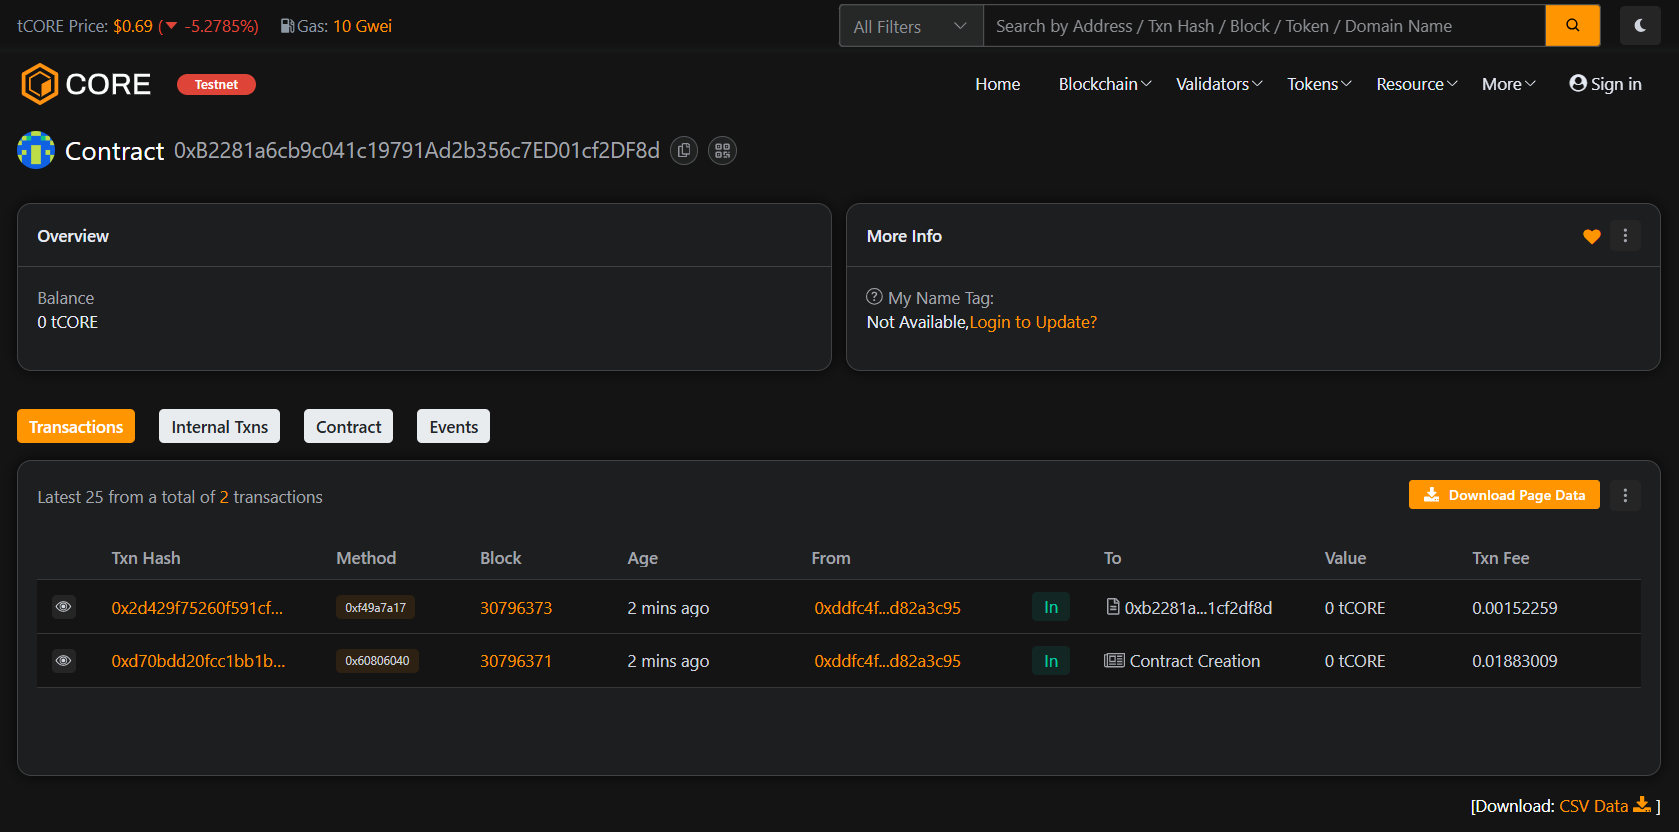 tCORE Price: $0.69 ( -5.2785%) Gas: 10 Gwei All Filters Search by Address / Txn Hash / Block / Token / Domain Name
CORE Testnet Home Blockchain Validators Tokens Resource More Sign in
Contract 0xB2281a6cb9c041c19791Ad2b356c7ED01cf2DF8d
Overview
Balance
0 tCORE
More Info
My Name Tag:
Not Available,Login to Update?
Transactions Internal Txns Contract Events
Latest 25 from a total of 2 transactions Download Page Data
Txn Hash Method Block Age From To Value Txn Fee
0x2d429f75260f591cf... 0xf49a7a17 30796373 2 mins ago 0xddfc4f...d82a3c95 In 0xb2281a...1cf2df8d 0 tCORE 0.00152259
0xd70bdd20fcc1bb1b... 0x60806040 30796371 2 mins ago 0xddfc4f...d82a3c95 In Contract Creation 0 tCORE 0.01883009
[Download: CSV Data ]